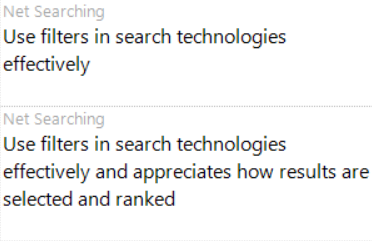 Net Searching
Use filters in search technologies
effectively
Net Searching
Use filters in search technologies
effectively and appreciates how results are
selected and ranked